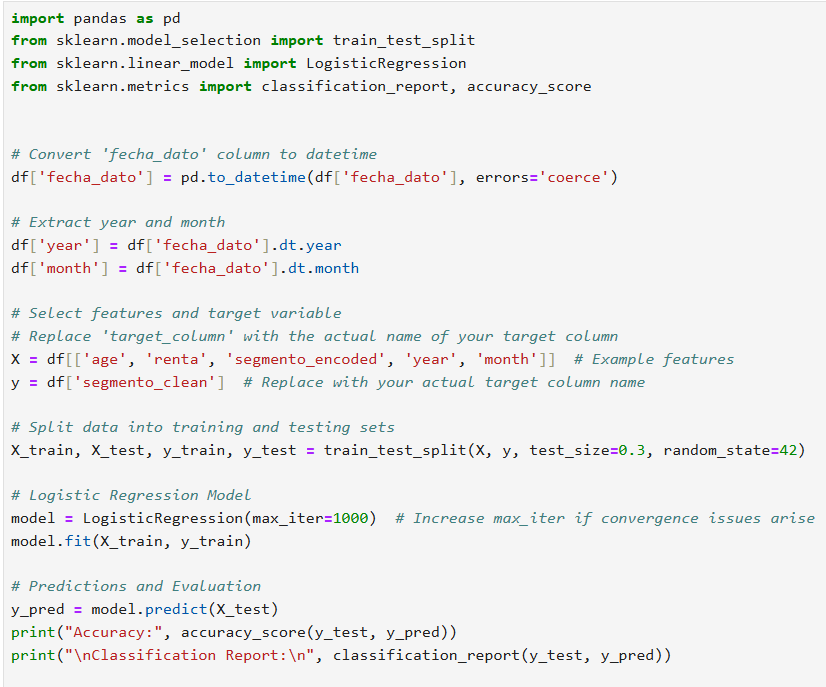 import pandas as pd
from sklearn.model_selection import train_test_split
from sklearn.linear_model import LogisticRegression
from sklearn.metrics import classification_report, accuracy_score
# Convert 'fecha_dato' column to datetime
df['fecha_dato'] = pd.to_datetime(df['fecha_dato'], errors='coerce')
# Extract year and month
df['year'] = df['fecha_dato'].dt.year
df['month'] = df['fecha_dato'].dt.month
# Select features and target variable
# Replace 'target_column' with the actual name of your target column
X = df[['age', 'renta', 'segmento_encoded', 'year', 'month']]  # Example features
y = df['segmento_clean']  # Replace with your actual target column name
# Split data into training and testing sets
X_train, X_test, y_train, y_test = train_test_split(X, y, test_size=0.3, random_state=42)
# Logistic Regression Model
model = LogisticRegression(max_iter=1000)  # Increase max_iter if convergence issues arise
model.fit(X_train, y_train)
# Predictions and Evaluation
y_pred = model.predict(X_test)
print("Accuracy:", accuracy_score(y_test, y_pred))
print("\nClassification Report:\n", classification_report(y_test, y_pred))